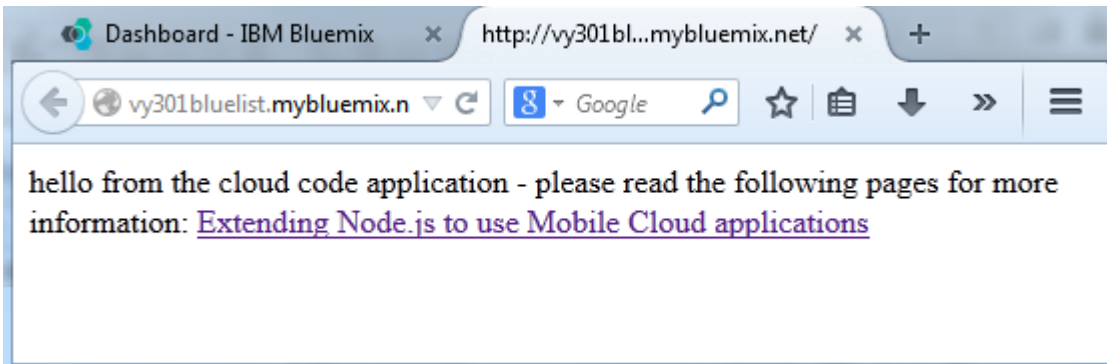 Dashboard - IBM Bluemix × http://vy301bl...mybluemix.net/ × +
vy301bluelist.mybluemix.n 8 Google »
hello from the cloud code application - please read the following pages for more
information: Extending Node.js to use Mobile Cloud applications